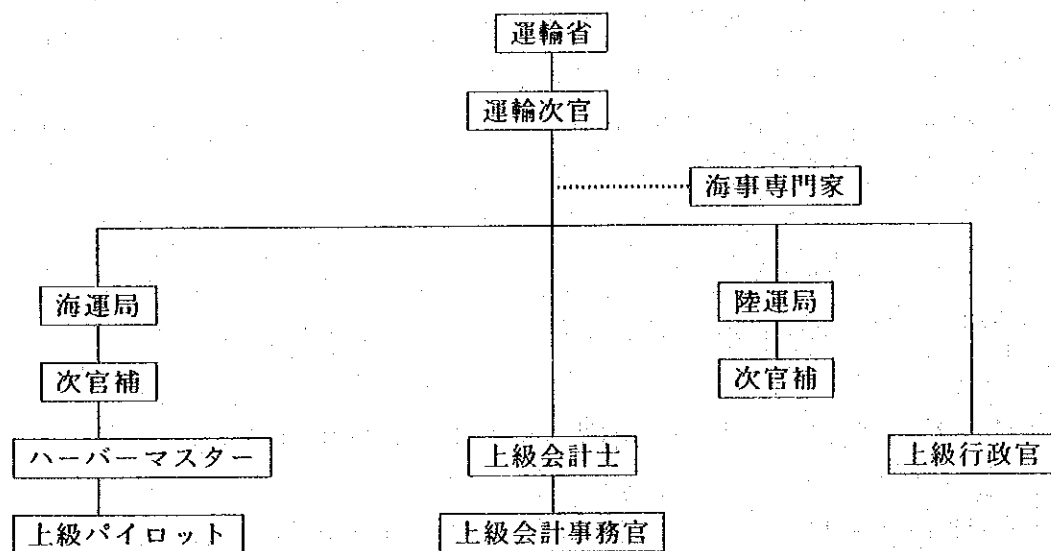 運輸省
運輸次官
海事専門家
海運局
陸運局
次官補
次官補
ハーバーマスター
上級会計士
上級行政官
上級パイロット
上級会計事務官